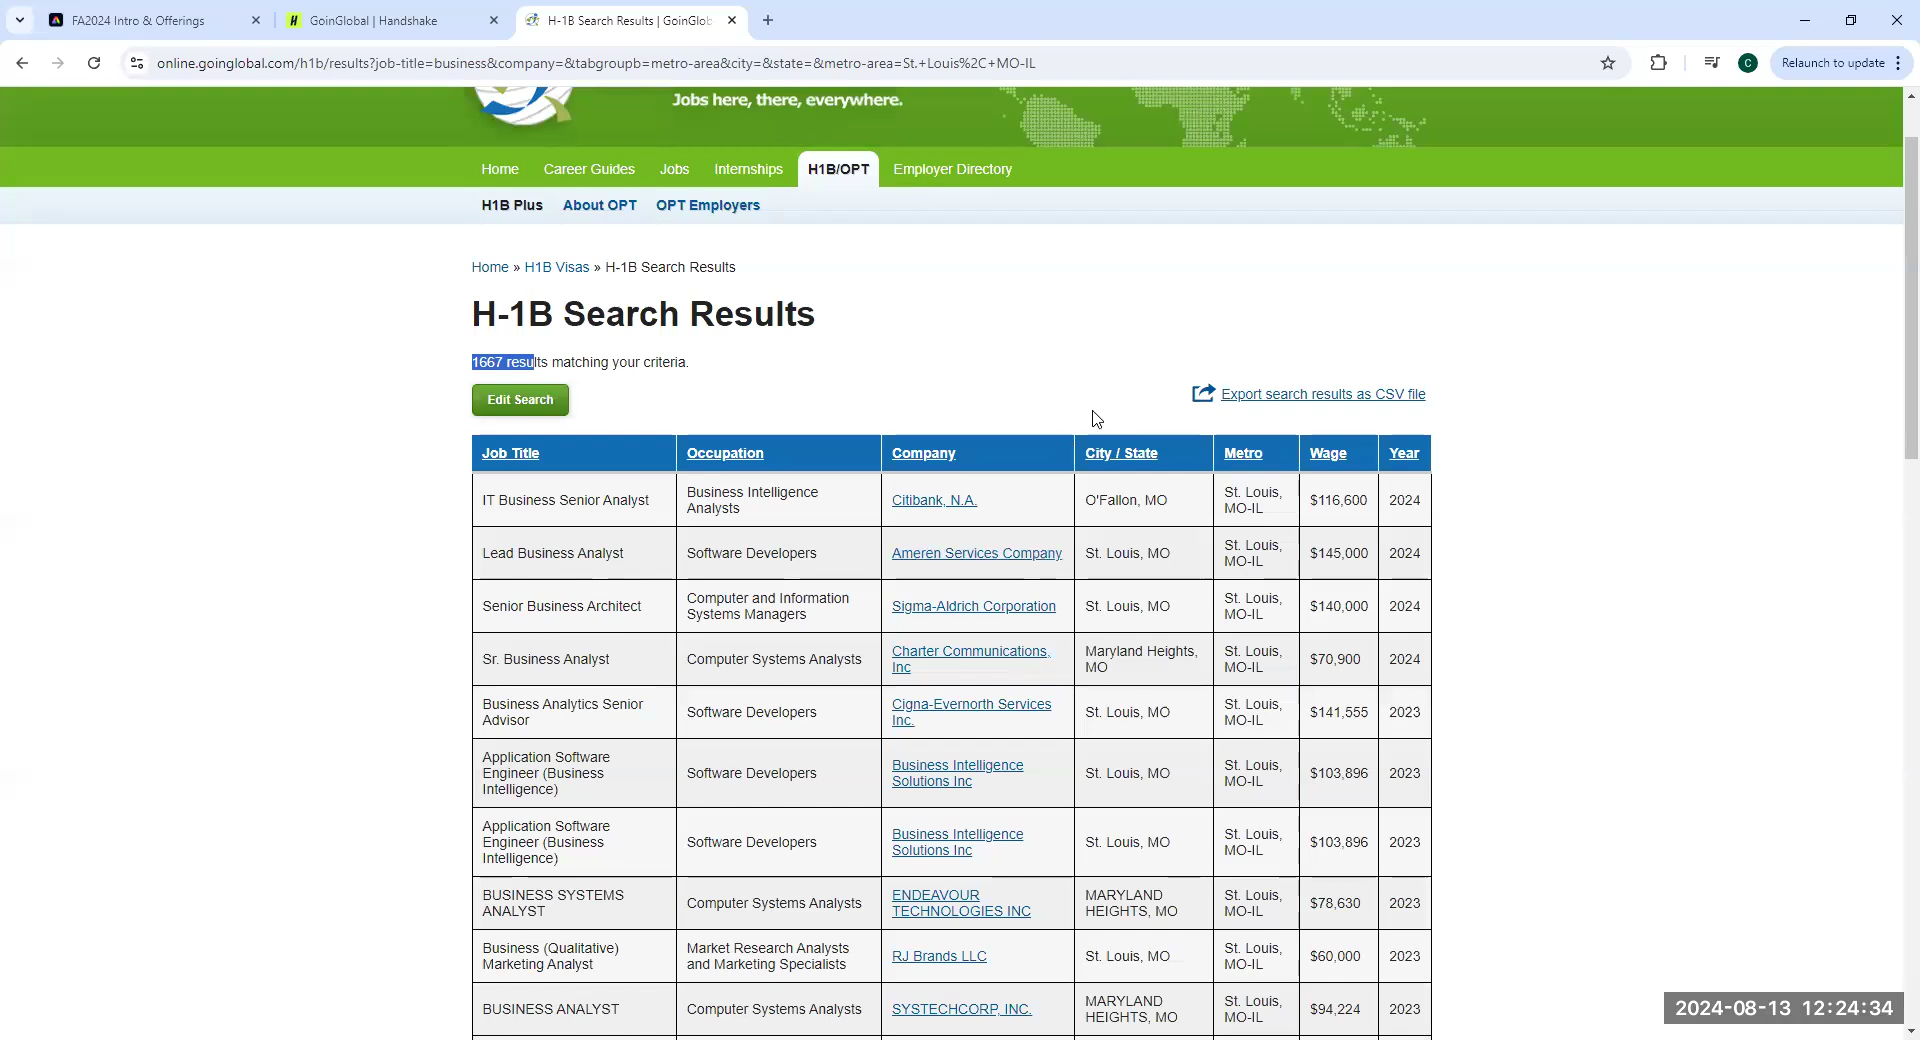 FA2024 Intro & Offerings
GoinGlobal | Handshake
H-1B Search Results | GoinGlob
online.goinglobal.com/h1b/results?job-title=business&company=&tabgroupb=metro-area&city=&state=&metro-area=St.+Louis%2C+MO-IL
C
Relaunch to update
Jobs here, there, everywhere.
Home Career Guides Jobs Internships H1B/OPT Employer Directory
H1B Plus About OPT OPT Employers
Home » H1B Visas » H-1B Search Results
H-1B Search Results
1667 results matching your criteria.
Edit Search
Export search results as CSV file
Job Title Occupation Company City / State Metro Wage Year
IT Business Senior Analyst
Business Intelligence
Analysts
Citibank, N.A.
O'Fallon, MO
St. Louis,
MO-IL
$116,600
2024
Lead Business Analyst
Software Developers
Ameren Services Company
St. Louis, MO
St. Louis,
MO-IL
$145,000
2024
Senior Business Architect
Computer and Information
Systems Managers
Sigma-Aldrich Corporation
St. Louis, MO
St. Louis,
MO-IL
$140,000
2024
Sr. Business Analyst
Computer Systems Analysts
Charter Communications,
Inc
Maryland Heights,
MO
St. Louis,
MO-IL
$70,900
2024
Business Analytics Senior
Advisor
Software Developers
Cigna-Evernorth Services
Inc.
St. Louis, MO
St. Louis,
MO-IL
$141,555
2023
Application Software
Engineer (Business
Intelligence)
Software Developers
Business Intelligence
Solutions Inc
St. Louis, MO
St. Louis,
MO-IL
$103,896
2023
Application Software
Engineer (Business
Intelligence)
Software Developers
Business Intelligence
Solutions Inc
St. Louis, MO
St. Louis,
MO-IL
$103,896
2023
BUSINESS SYSTEMS
ANALYST
Computer Systems Analysts
ENDEAVOUR
TECHNOLOGIES INC
MARYLAND
HEIGHTS, MO
St. Louis,
MO-IL
$78,630
2023
Business (Qualitative)
Marketing Analyst
Market Research Analysts
and Marketing Specialists
RJ Brands LLC
St. Louis, MO
St. Louis,
MO-IL
$60,000
2023
BUSINESS ANALYST
Computer Systems Analysts
SYSTECHCORP, INC.
MARYLAND
HEIGHTS, MO
St. Louis,
MO-IL
$94,224
2023
2024-08-13 12:24:34